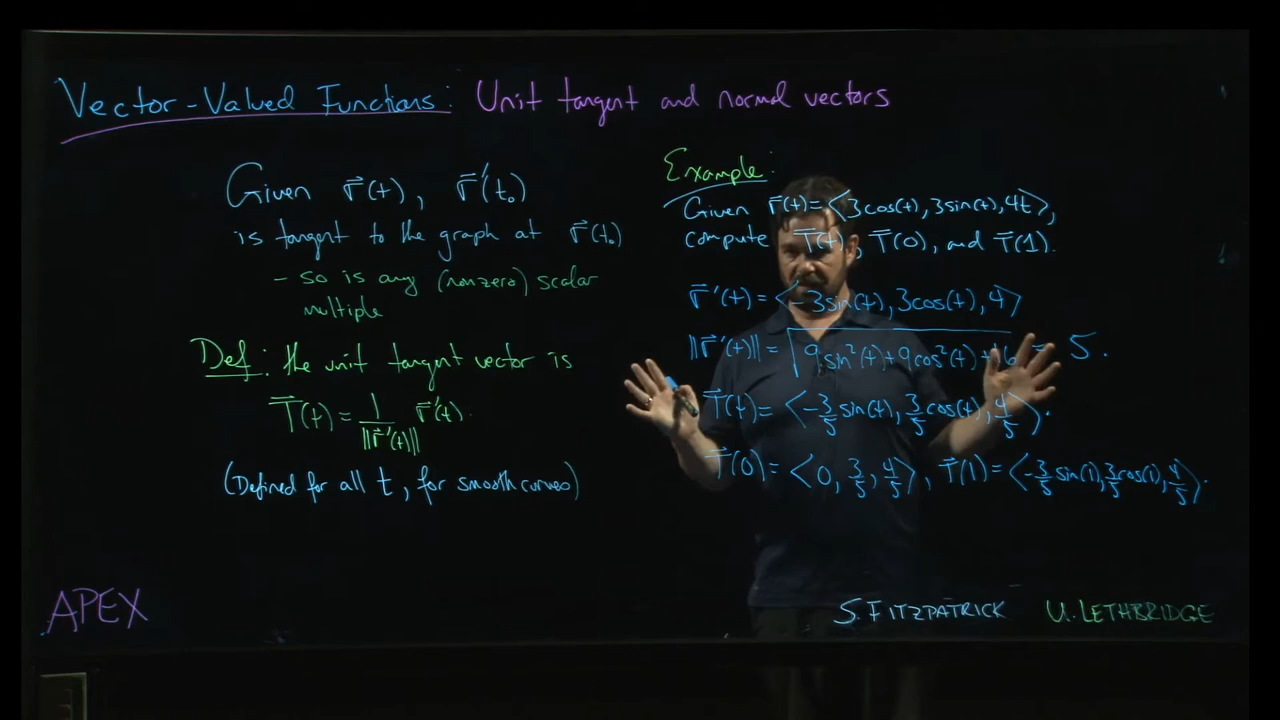 Vector-Valued Functions: Unit tangent and normal vectors
Given r⃗(t), r⃗′(t₀)
is tangent to the graph at r⃗(t₀)
- so is any (nonzero) scalar
multiple
Def: the unit tangent vector is
T⃗(t) = 1/‖r⃗′(t)‖ r⃗′(t).
(Defined for all t, for smooth curves)
Example:
Given r⃗(t) = ⟨3cos(t), 3sin(t), 4t⟩,
compute T⃗(t), T⃗(0), and T⃗(1).
r⃗′(t) = ⟨-3sin(t), 3cos(t), 4⟩
‖r⃗′(t)‖ = √(9sin²(t)+9cos²(t)+16) = 5.
T⃗(t) = ⟨-3/5 sin(t), 3/5 cos(t), 4/5⟩.
T⃗(0) = ⟨0, 3/5, 4/5⟩, T⃗(1) = ⟨-3/5 sin(1), 3/5 cos(1), 4/5⟩.
APEX
S. FITZPATRICK U. LETHBRIDGE